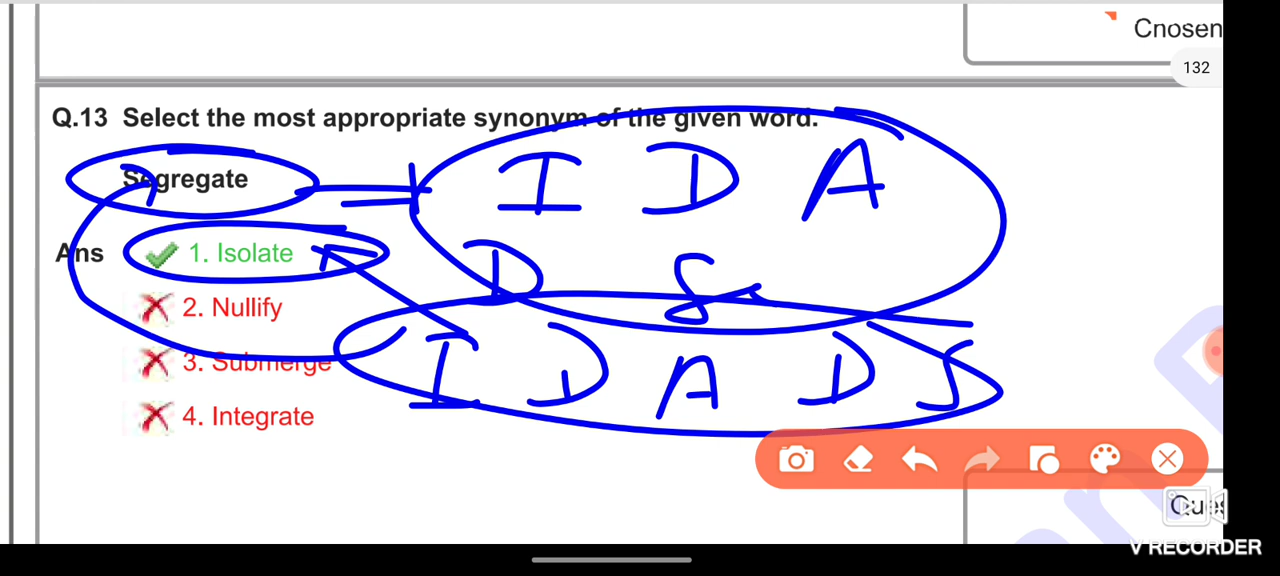 Cnosen
132
Q.13 Select the most appropriate synonym of the given word.
Segregate
I D A
D S
Ans 1. Isolate
2. Nullify
3. Submerge
4. Integrate
I D A D S
Ques
V RECORDER